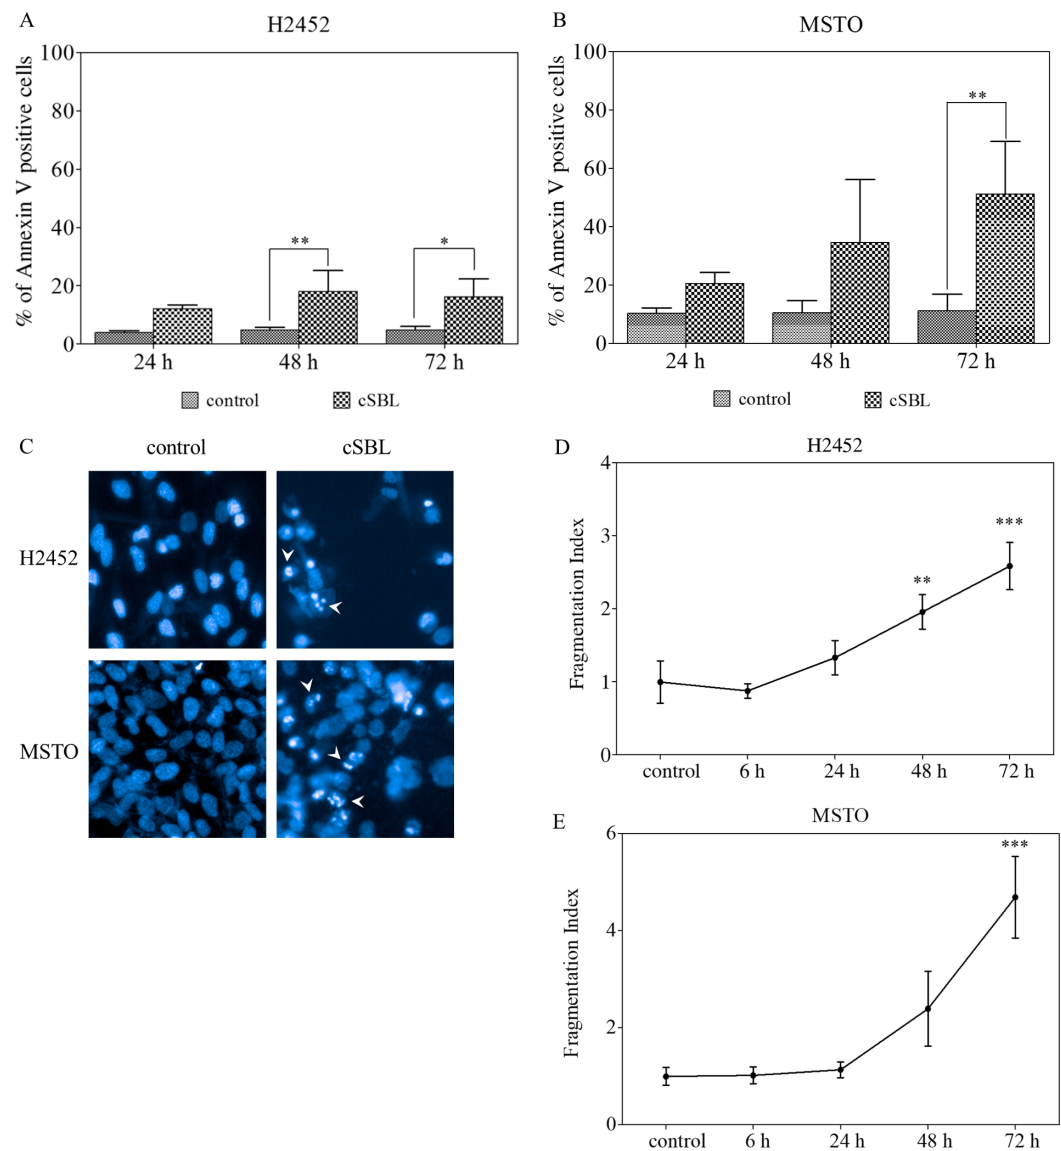 A
H2452
% of Annexin V positive cells
100
80
60
40
20
0
**
*
24 h 48 h 72 h
control cSBL
B
MSTO
% of Annexin V positive cells
100
80
60
40
20
0
**
24 h 48 h 72 h
control cSBL
C
control cSBL
H2452
MSTO
D
H2452
Fragmentation Index
4
3
2
1
0
**
***
control 6 h 24 h 48 h 72 h
E
MSTO
Fragmentation Index
6
4
2
0
***
control 6 h 24 h 48 h 72 h